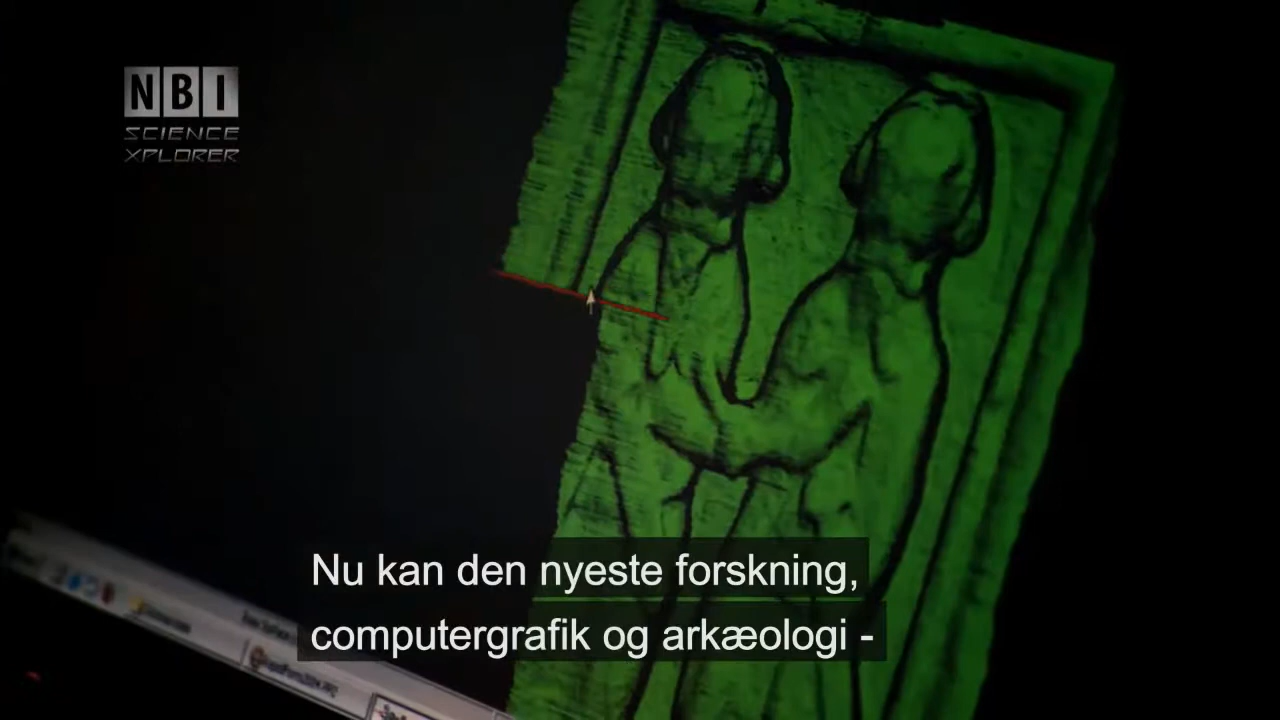 NBI
SCIENCE
XPLORER
Nu kan den nyeste forskning,
computergrafik og arkæologi -